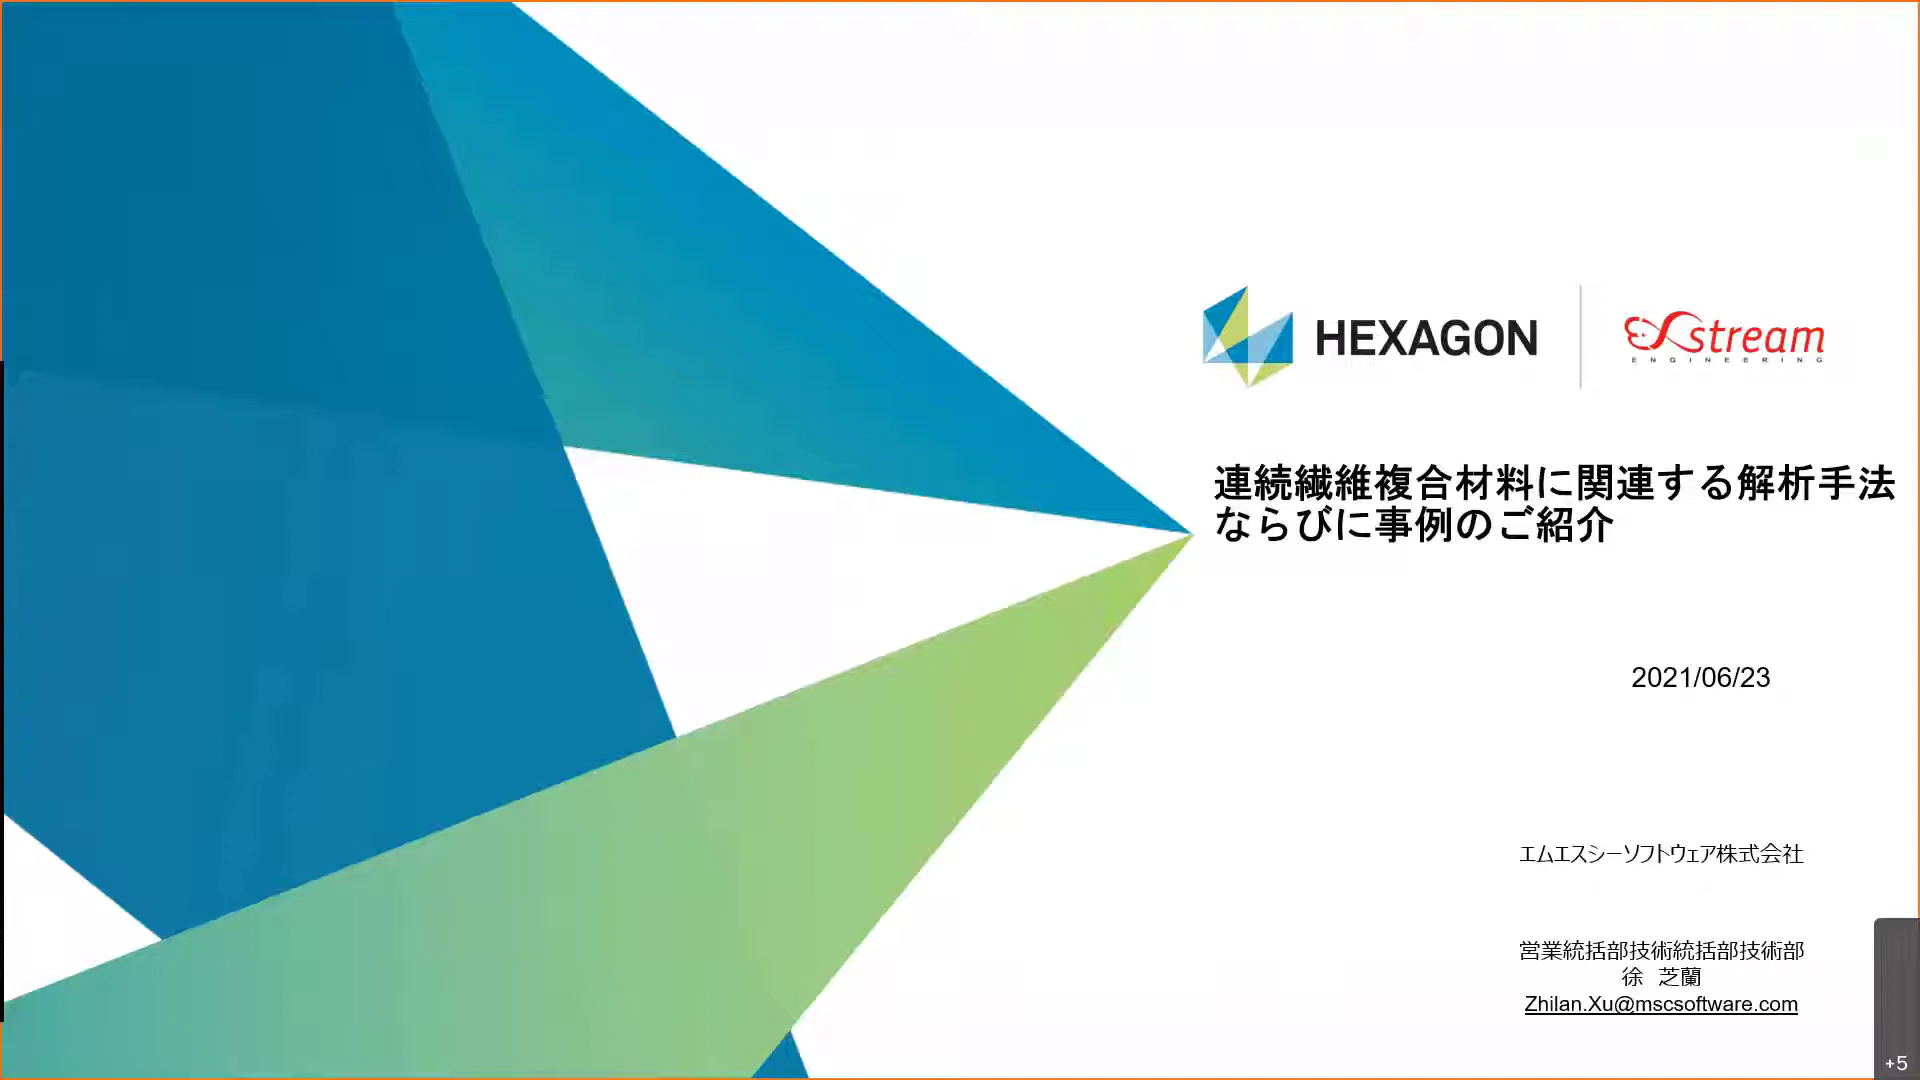 HEXAGON
eXstream
ENGINEERING
連続繊維複合材料に関連する解析手法
ならびに事例のご紹介
2021/06/23
エムエスシーソフトウェア株式会社
営業統括部技術統括部技術部
徐 芝蘭
Zhilan.Xu@mscsoftware.com
+5